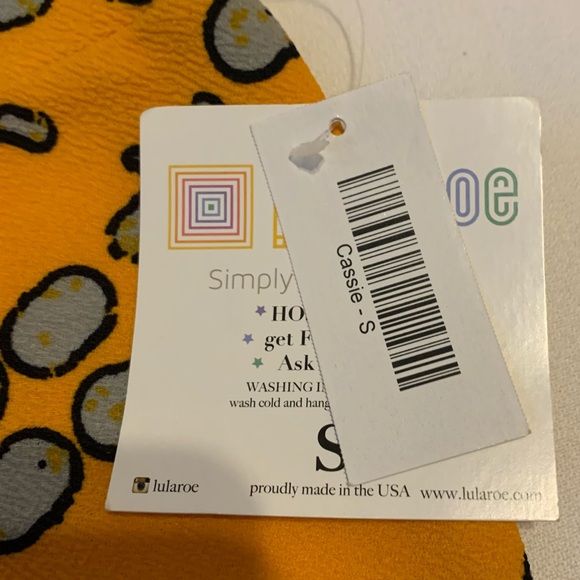 oe
Simply
HO
get F
Ask
WASHING I
wash cold and hang
S
lularoe
proudly made in the USA
www.lularoe.com
Cassie - S